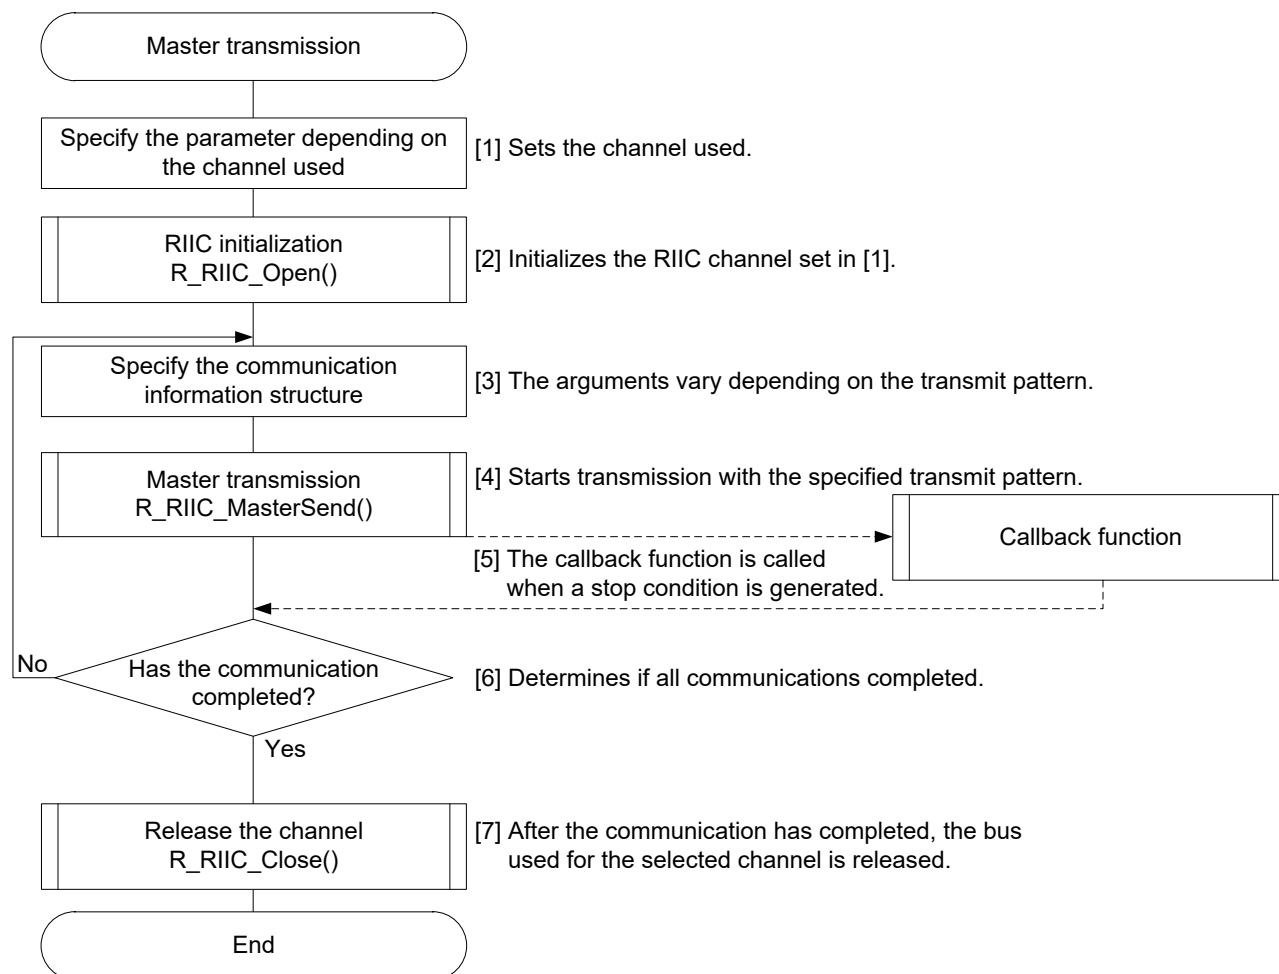 Master transmission
Specify the parameter depending on
the channel used
[1] Sets the channel used.
RIIC initialization
R_RIIC_Open()
[2] Initializes the RIIC channel set in [1].
Specify the communication
information structure
[3] The arguments vary depending on the transmit pattern.
Master transmission
R_RIIC_MasterSend()
[4] Starts transmission with the specified transmit pattern.
Callback function
[5] The callback function is called
when a stop condition is generated.
No
Has the communication
completed?
[6] Determines if all communications completed.
Yes
Release the channel
R_RIIC_Close()
[7] After the communication has completed, the bus
used for the selected channel is released.
End